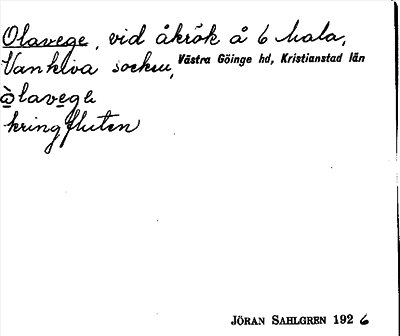 Olavege, vid åkrök å 6 hala,
Vankiva socken, Västra Göinge hd, Kristianstad län
òlavegə
kringfluten
JÖRAN SAHLGREN 1926